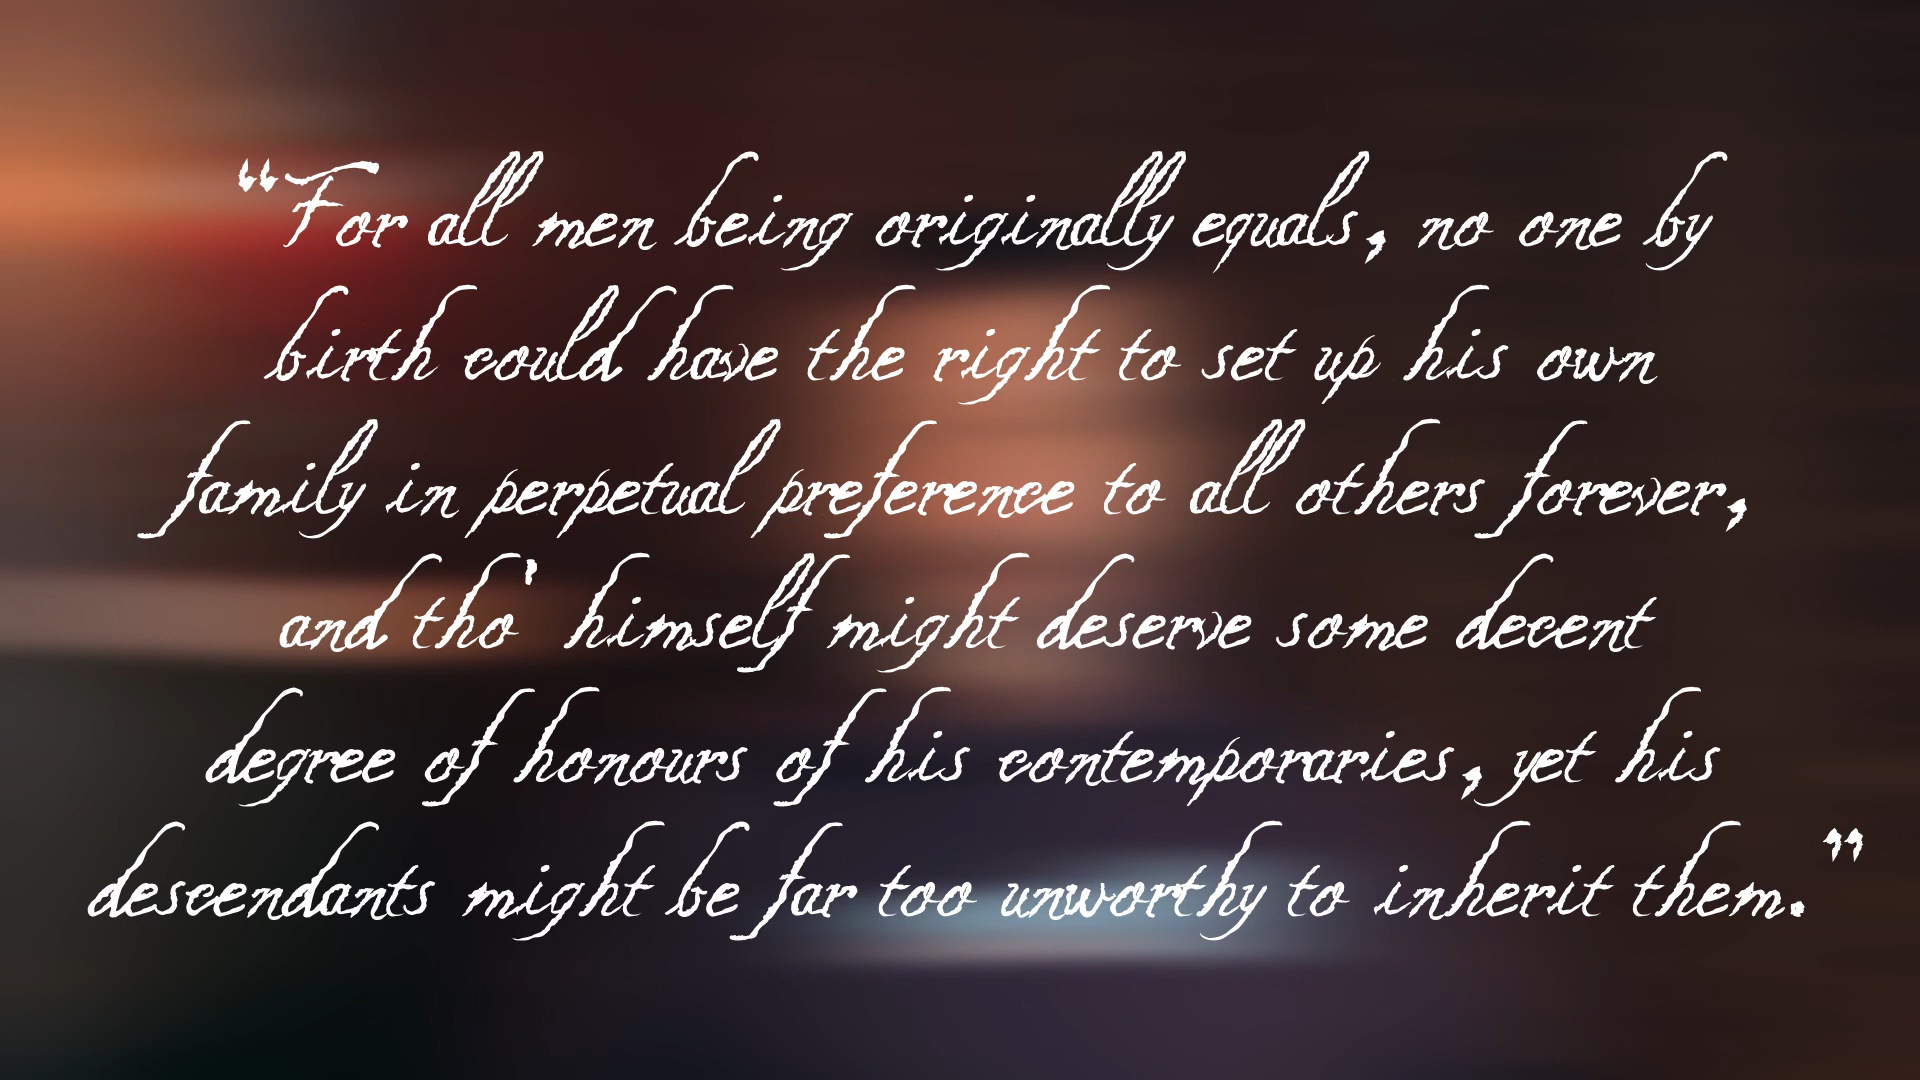 “For all men being originally equals, no one by
birth could have the right to set up his own
family in perpetual preference to all others forever,
and tho' himself might deserve some decent
degree of honours of his contemporaries, yet his
descendants might be far too unworthy to inherit them.”